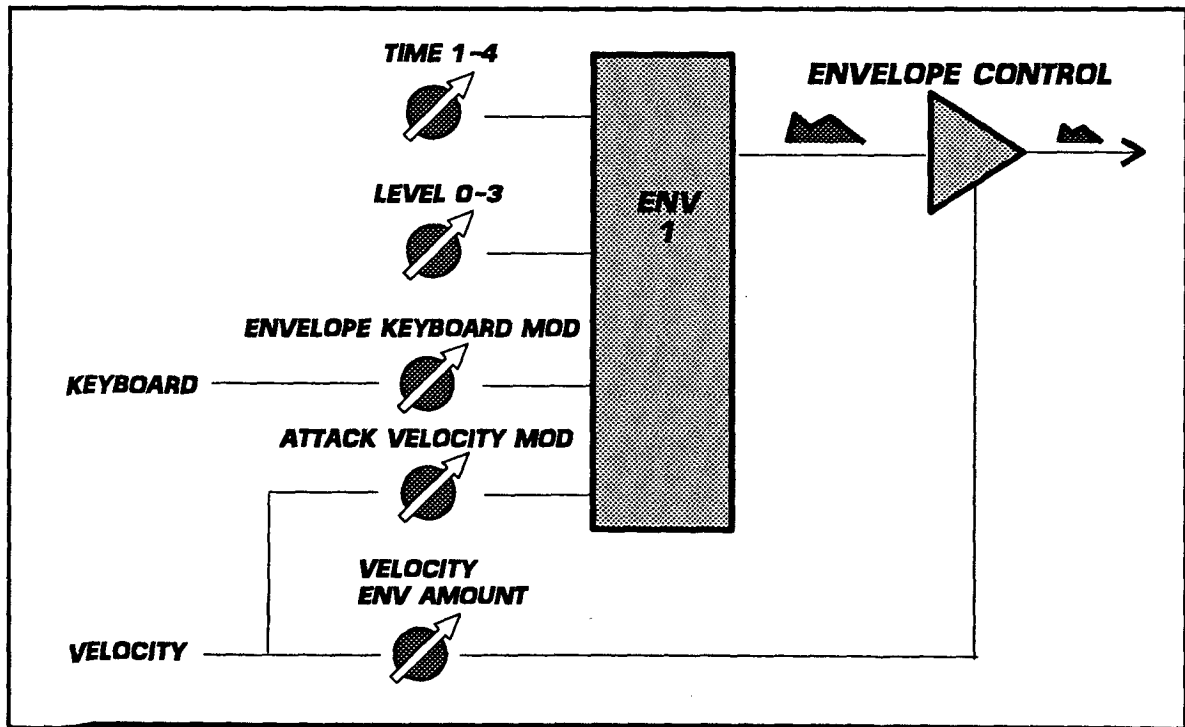 TIME 1~4
ENVELOPE CONTROL
LEVEL 0~3
ENV
1
ENVELOPE KEYBOARD MOD
KEYBOARD
ATTACK VELOCITY MOD
VELOCITY
ENV AMOUNT
VELOCITY